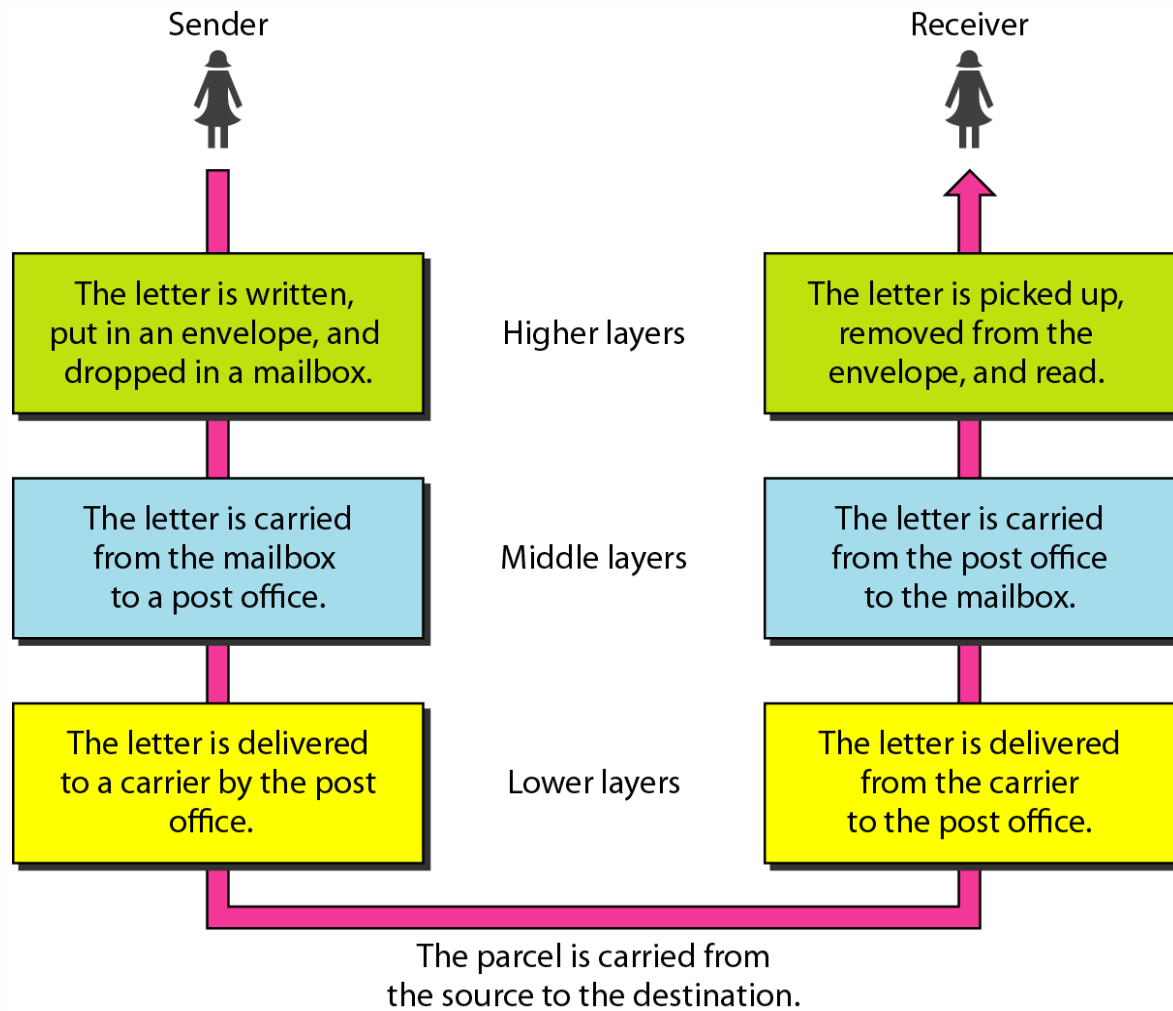 Sender
Receiver
The letter is written,
put in an envelope, and
dropped in a mailbox.
Higher layers
The letter is picked up,
removed from the
envelope, and read.
The letter is carried
from the mailbox
to a post office.
Middle layers
The letter is carried
from the post office
to the mailbox.
The letter is delivered
to a carrier by the post
office.
Lower layers
The letter is delivered
from the carrier
to the post office.
The parcel is carried from
the source to the destination.